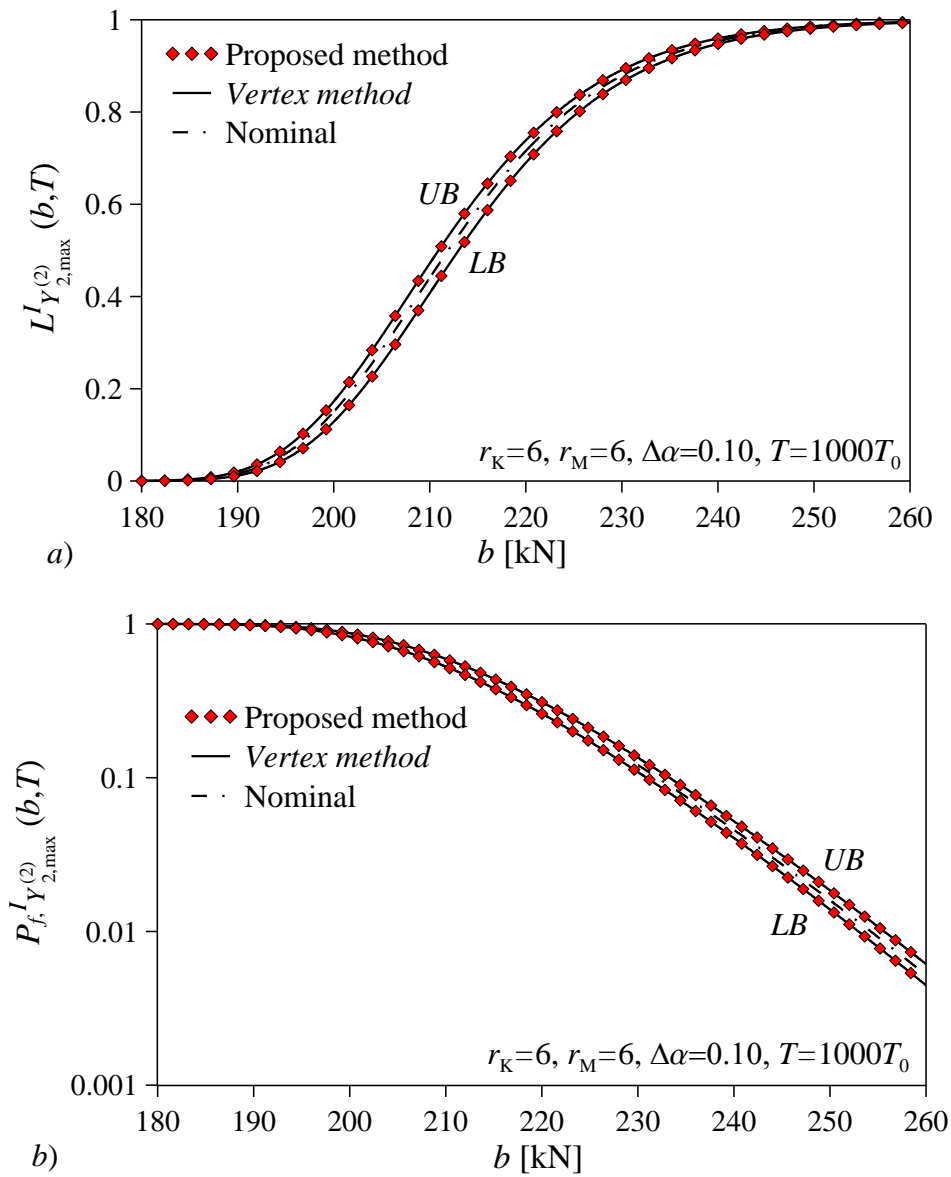 1
0.8
0.6
0.4
0.2
0
Proposed method
Vertex method
Nominal
UB
LB
r_K=6, r_M=6, Δα=0.10, T=1000T_0
180 190 200 210 220 230 240 250 260
b [kN]
L^I_{Y^{(2)}_{2,max}} (b,T)
a)
1
0.1
0.01
0.001
Proposed method
Vertex method
Nominal
UB
LB
r_K=6, r_M=6, Δα=0.10, T=1000T_0
180 190 200 210 220 230 240 250 260
b [kN]
P_{f,}^I_{Y^{(2)}_{2,max}} (b,T)
b)